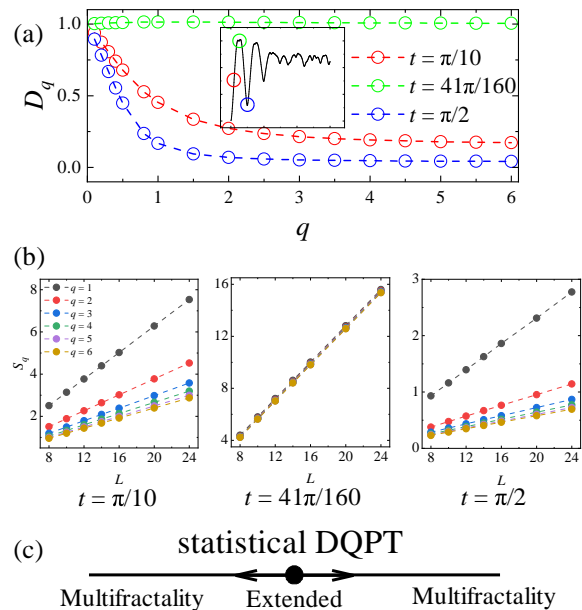 (a)
1.0
0.5
0.0
D_q
t = π/10
t = 41π/160
t = π/2
0 1 2 3 4 5 6
q
(b)
8
6
4
2
S_q
q = 1
q = 2
q = 3
q = 4
q = 5
q = 6
8 12 16 20 24
L
t = π/10
16
12
8
4
8 12 16 20 24
L
t = 41π/160
3
2
1
0
8 12 16 20 24
L
t = π/2
(c)
statistical DQPT
Multifractality Extended Multifractality